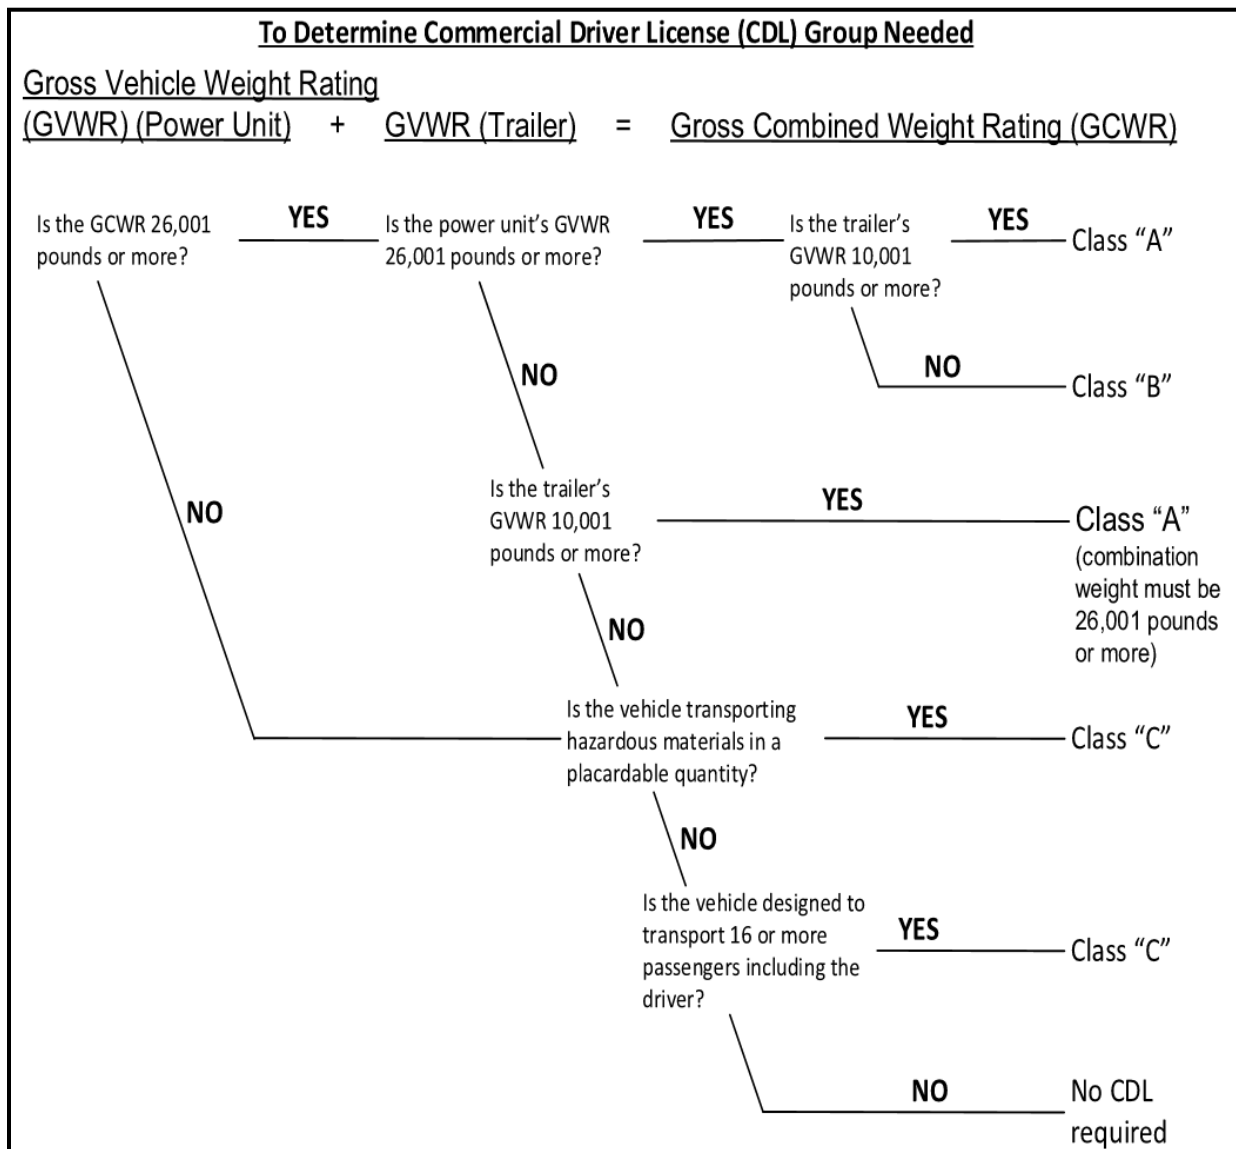 To Determine Commercial Driver License (CDL) Group Needed
Gross Vehicle Weight Rating
(GVWR) (Power Unit) + GVWR (Trailer) = Gross Combined Weight Rating (GCWR)
Is the GCWR 26,001
pounds or more?
YES
Is the power unit's GVWR
26,001 pounds or more?
YES
Is the trailer's
GVWR 10,001
pounds or more?
YES
Class “A”
NO
Class “B”
NO
Is the trailer's
GVWR 10,001
pounds or more?
YES
Class “A”
(combination
weight must be
26,001 pounds
or more)
NO
NO
Is the vehicle transporting
hazardous materials in a
placardable quantity?
YES
Class “C”
NO
Is the vehicle designed to
transport 16 or more
passengers including the
driver?
YES
Class “C”
NO
No CDL
required